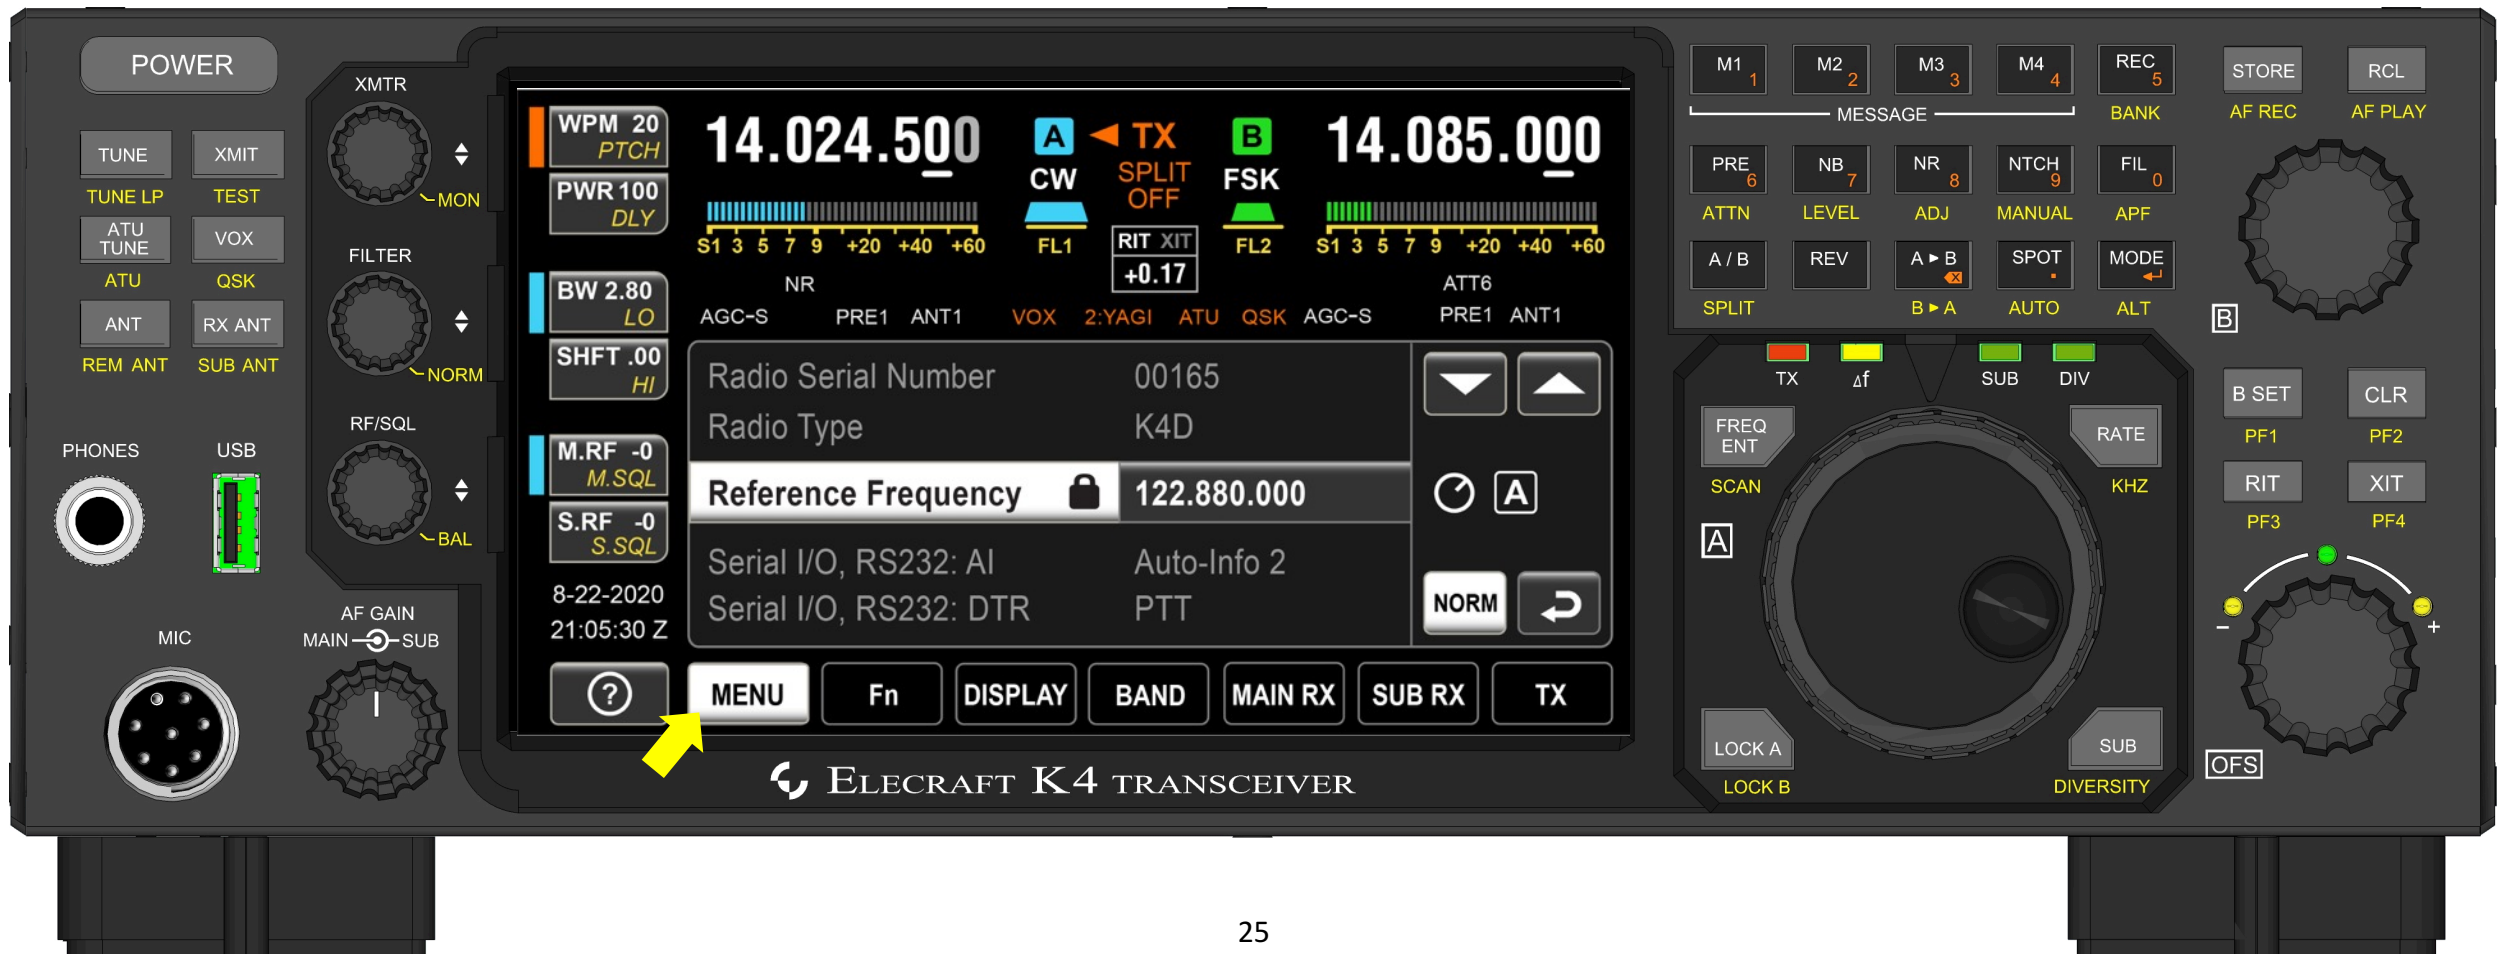 POWER
TUNE XMIT
TUNE LP TEST
ATU TUNE VOX
ATU QSK
ANT RX ANT
REM ANT SUB ANT
PHONES USB
MIC
XMTR
MON
FILTER
NORM
RF/SQL
BAL
AF GAIN
MAIN SUB
WPM 20
PTCH
PWR 100
DLY
BW 2.80
LO
SHFT .00
HI
M.RF -0
M.SQL
S.RF -0
S.SQL
8-22-2020
21:05:30 Z
14.024.500 A TX B 14.085.000
CW SPLIT OFF FSK
S1 3 5 7 9 +20 +40 +60 FL1 RIT XIT FL2 S1 3 5 7 9 +20 +40 +60
+0.17
NR ATT6
AGC-S PRE1 ANT1 VOX 2:YAGI ATU QSK AGC-S PRE1 ANT1
Radio Serial Number 00165
Radio Type K4D
Reference Frequency 122.880.000 A
Serial I/O, RS232: AI Auto-Info 2
Serial I/O, RS232: DTR PTT
NORM
? MENU Fn DISPLAY BAND MAIN RX SUB RX TX
ELECRAFT K4 TRANSCEIVER
M1 1 M2 2 M3 3 M4 4 REC 5
MESSAGE BANK
PRE 6 NB 7 NR 8 NTCH 9 FIL 0
ATTN LEVEL ADJ MANUAL APF
A / B REV A ▸ B SPOT . MODE
SPLIT B ▸ A AUTO ALT
STORE RCL
AF REC AF PLAY
B
TX Δf SUB DIV
FREQ ENT RATE
SCAN KHZ
A
LOCK A SUB
LOCK B DIVERSITY
B SET CLR
PF1 PF2
RIT XIT
PF3 PF4
- +
OFS
25